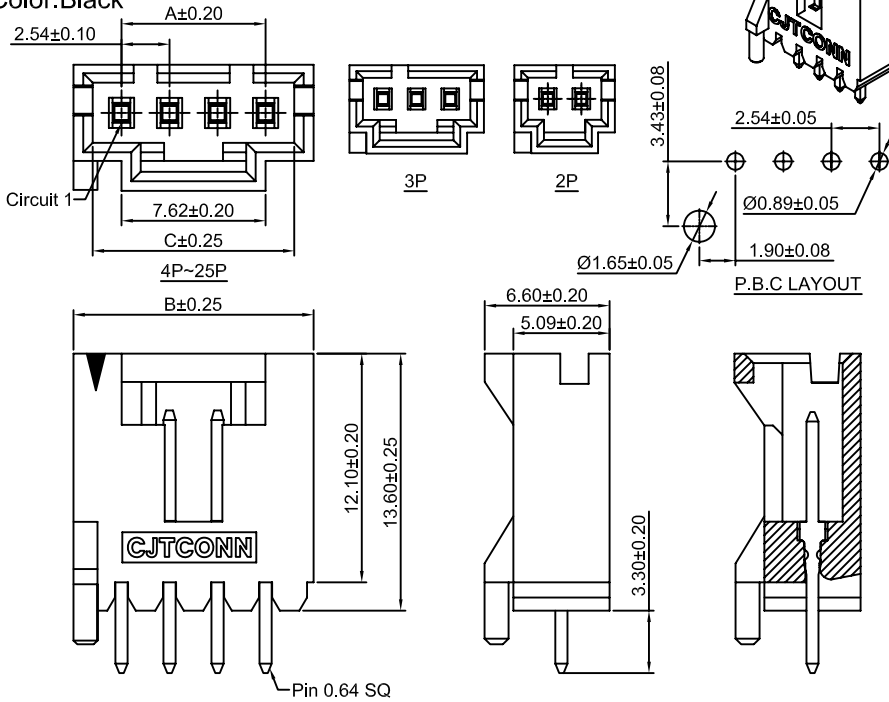 Color:Black
A±0.20
2.54±0.10
Circuit 1
7.62±0.20
C±0.25
4P~25P
3P
2P
CJTCONN
3.43±0.08
2.54±0.05
Ø0.89±0.05
Ø1.65±0.05
1.90±0.08
P.B.C LAYOUT
B±0.25
6.60±0.20
5.09±0.20
12.10±0.20
13.60±0.25
3.30±0.20
CJTCONN
Pin 0.64 SQ